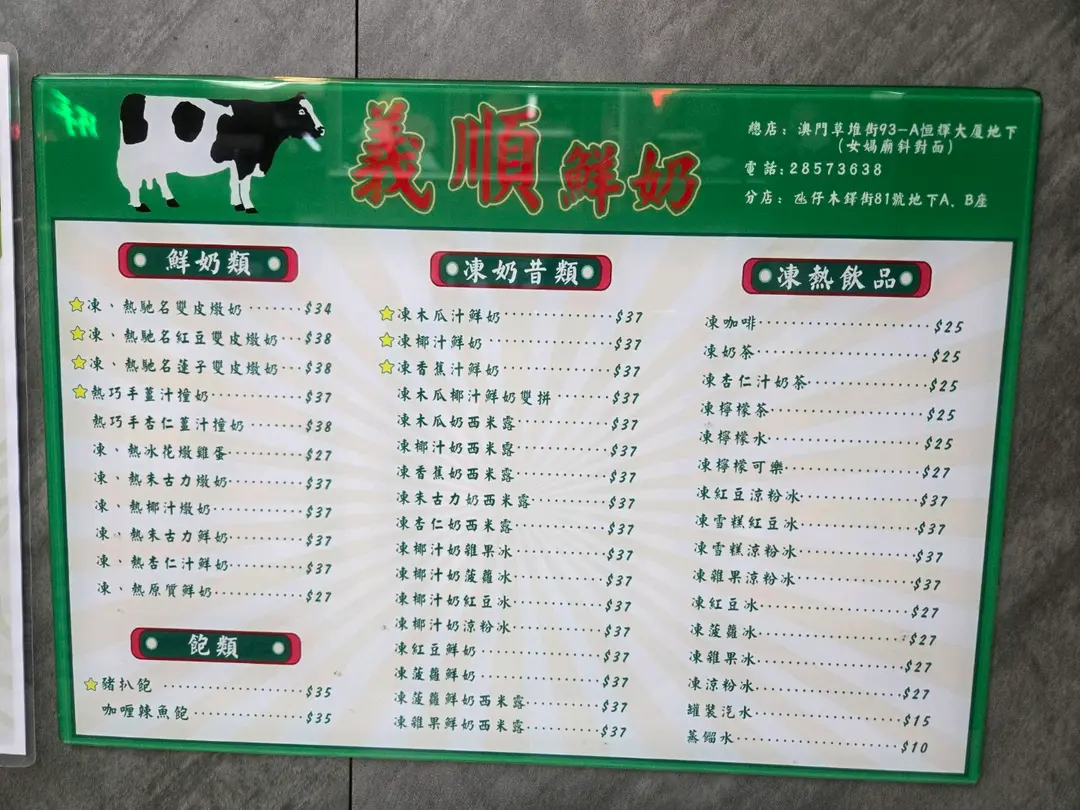 義順鮮奶
總店：澳門草堆街93-A恒輝大厦地下
(女媧廟斜對面)
電話：28573638
分店：氹仔木鐸街81號地下A、B座
鮮奶類
凍、熱馳名雙皮燉奶······$34
凍、熱馳名紅豆雙皮燉奶···$38
凍、熱馳名蓮子雙皮燉奶···$38
熱巧手薑汁撞奶·········$37
熱巧手杏仁薑汁撞奶······$38
凍、熱冰花燉雞蛋········$27
凍、熱朱古力燉奶········$37
凍、熱椰汁燉奶·········$37
凍、熱朱古力鮮奶········$37
凍、熱杏仁汁鮮奶········$37
凍、熱原質鮮奶·········$27
飽類
豬扒飽···············$35
咖喱辣魚飽············$35
凍奶昔類
凍木瓜汁鮮奶············$37
凍椰汁鮮奶·············$37
凍香蕉汁鮮奶············$37
凍木瓜椰汁鮮奶雙拼·······$37
凍木瓜奶西米露··········$37
凍椰汁奶西米露··········$37
凍香蕉奶西米露··········$37
凍朱古力奶西米露········$37
凍杏仁奶西米露··········$37
凍椰汁奶雜果冰··········$37
凍椰汁奶菠蘿冰··········$37
凍椰汁奶紅豆冰··········$37
凍椰汁奶涼粉冰··········$37
凍紅豆鮮奶·············$37
凍菠蘿鮮奶·············$37
凍菠蘿鮮奶西米露········$37
凍雜果鮮奶西米露········$37
凍熱飲品
凍咖啡···············$25
凍奶茶···············$25
凍杏仁汁奶茶···········$25
凍檸檬茶··············$25
凍檸檬水··············$25
凍檸檬可樂············$27
凍紅豆涼粉冰···········$37
凍雪糕紅豆冰···········$37
凍雪糕涼粉冰···········$37
凍雜果涼粉冰···········$37
凍紅豆冰··············$27
凍菠蘿冰··············$27
凍雜果冰··············$27
凍涼粉冰··············$27
罐裝汽水··············$15
蒸餾水···············$10